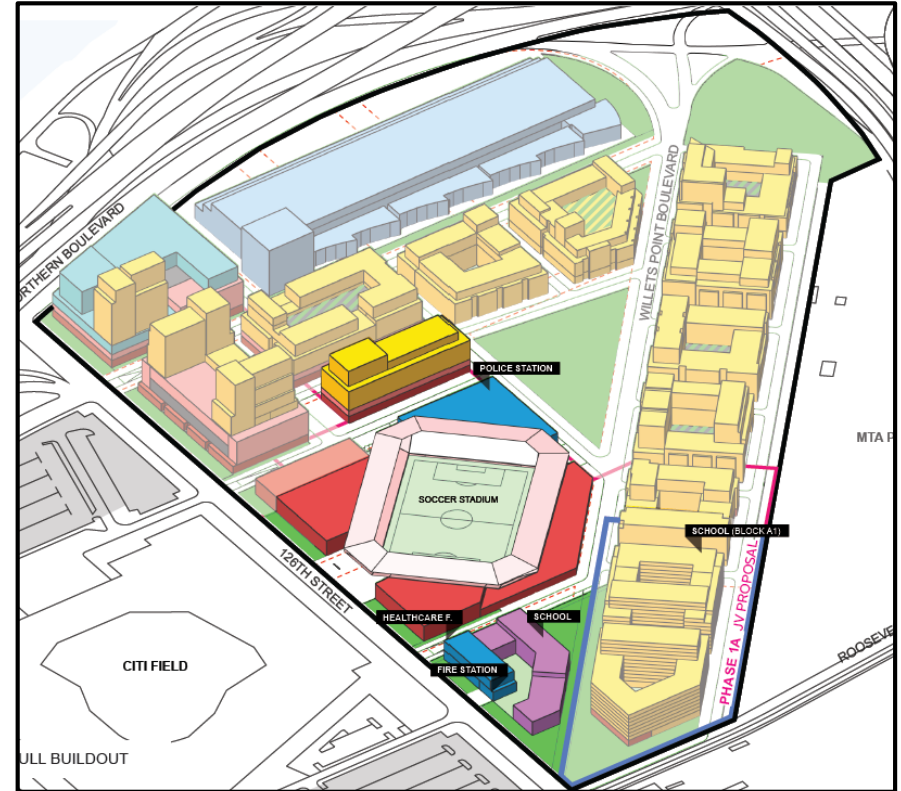 ORTHERN BOULEVARD
WILLETS POINT BOULEVARD
POLICE STATION
MTA P
SOCCER STADIUM
SCHOOL (BLOCK A1)
126TH STREET
PHASE 1A JV PROPOSAL
HEALTHCARE F.
SCHOOL
ROOSEVE
CITI FIELD
FIRE STATION
ULL BUILDOUT